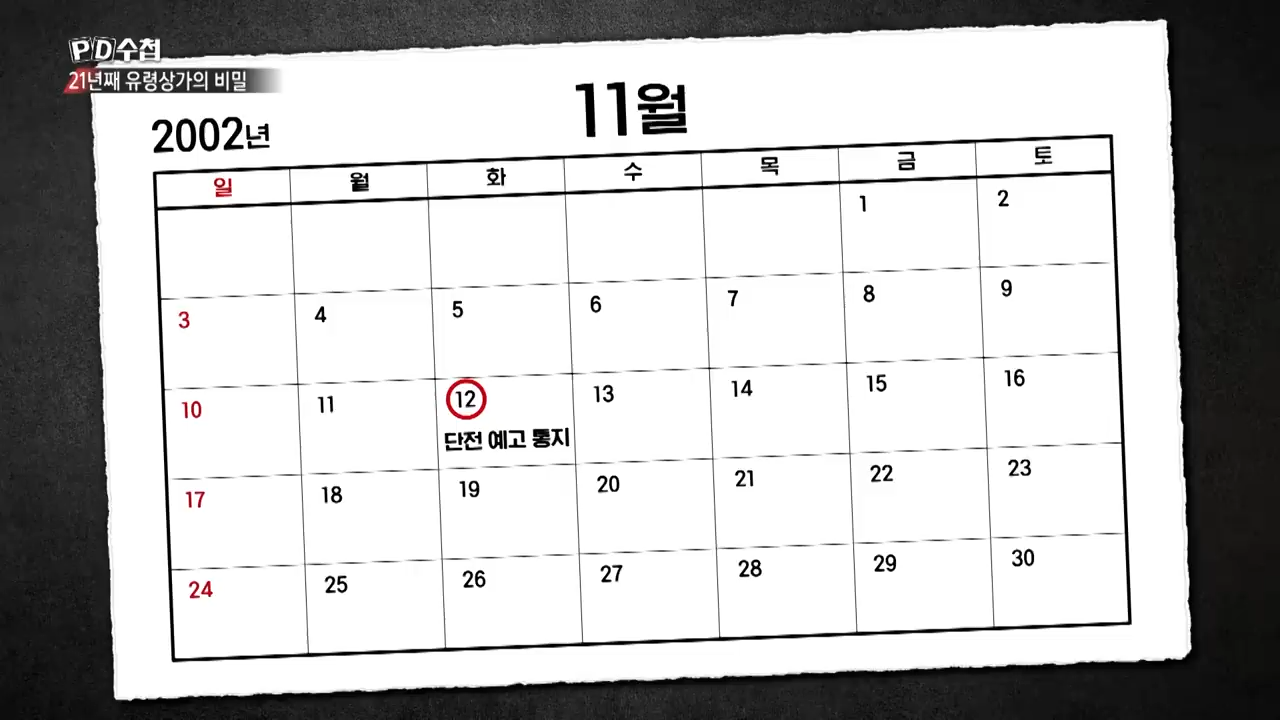 PD수첩
21년째 유령상가의 비밀
11월
2002년
일 월 화 수 목 금 토
1 2
3 4 5 6 7 8 9
10 11 12 13 14 15 16
단전 예고 통지
17 18 19 20 21 22 23
24 25 26 27 28 29 30